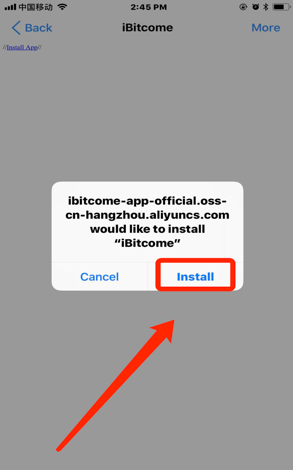 中国移动 2:45 PM
Back iBitcome More
//Install App//
ibitcome-app-official.oss-
cn-hangzhou.aliyuncs.com
would like to install
“iBitcome”
Cancel Install